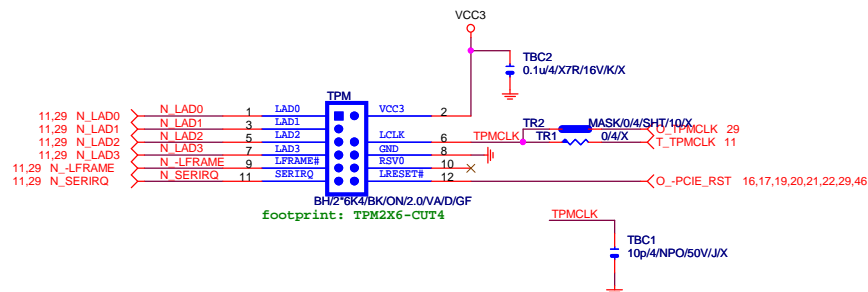 VCC3
TBC2
0.1u/4/X7R/16V/K/X
TPM
11,29 N_LAD0 N_LAD0 1 LAD0 VCC3 2
11,29 N_LAD1 N_LAD1 3 LAD1
11,29 N_LAD2 N_LAD2 5 LAD2 LCLK 6 TPMCLK
11,29 N_LAD3 N_LAD3 7 LAD3 GND 8
11,29 N_-LFRAME N_-LFRAME 9 LFRAME# RSV0 10
11,29 N_SERIRQ N_SERIRQ 11 SERIRQ LRESET# 12
TR2 MASK/0/4/SHT/10/X
O_TPMCLK 29
TR1 0/4/X
T_TPMCLK 11
O_-PCIE_RST 16,17,19,20,21,22,29,46
BH/2*6K4/BK/ON/2.0/VA/D/GF
footprint: TPM2X6-CUT4
TPMCLK
TBC1
10p/4/NPO/50V/J/X